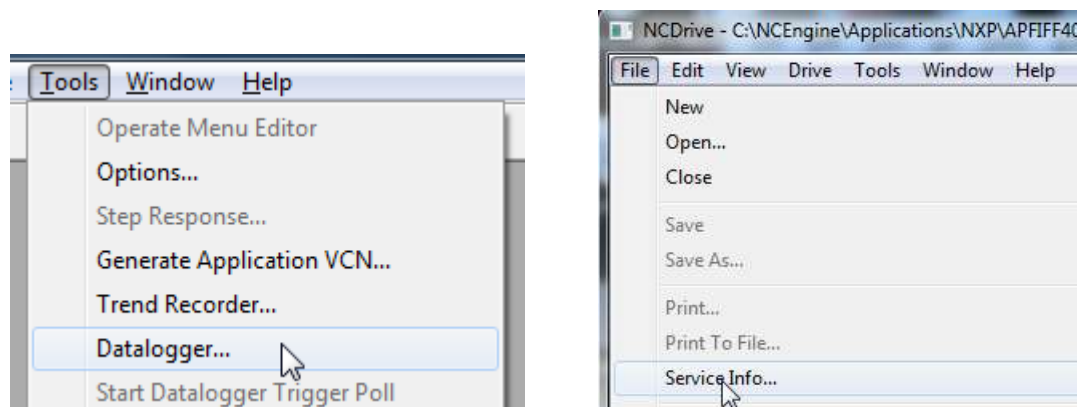 Tools Window Help
Operate Menu Editor
Options...
Step Response...
Generate Application VCN...
Trend Recorder...
Datalogger...
Start Datalogger Trigger Poll
NCDrive - C:\NCEngine\Applications\NXP\APFIFF40
File Edit View Drive Tools Window Help
New
Open...
Close
Save
Save As...
Print...
Print To File...
Service Info...